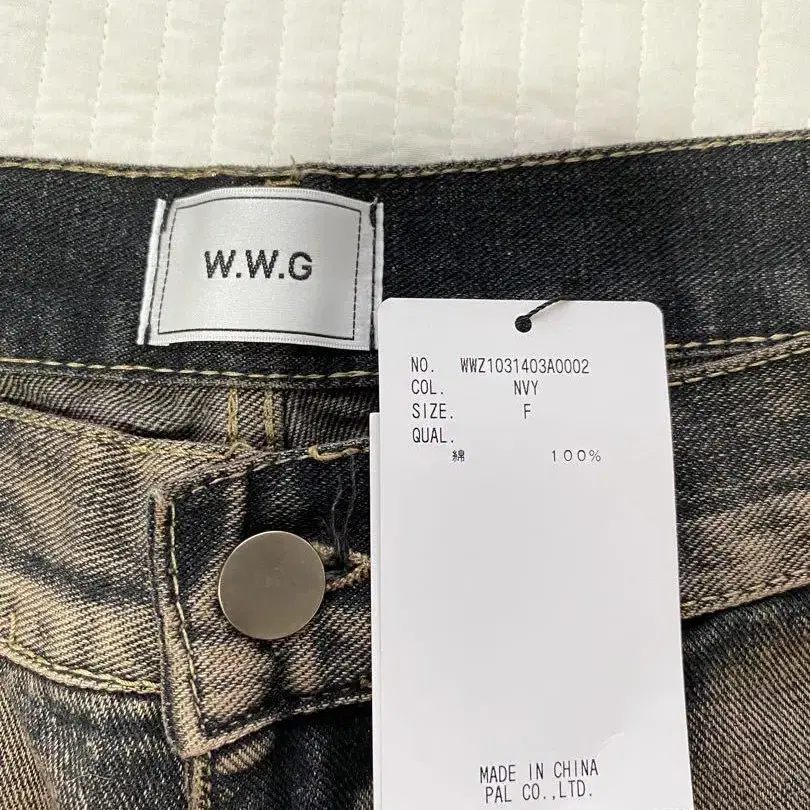 W.W.G
NO. WWZ1031403A0002
COL. NVY
SIZE. F
QUAL.
綿 100%
MADE IN CHINA
PAL CO.,LTD.